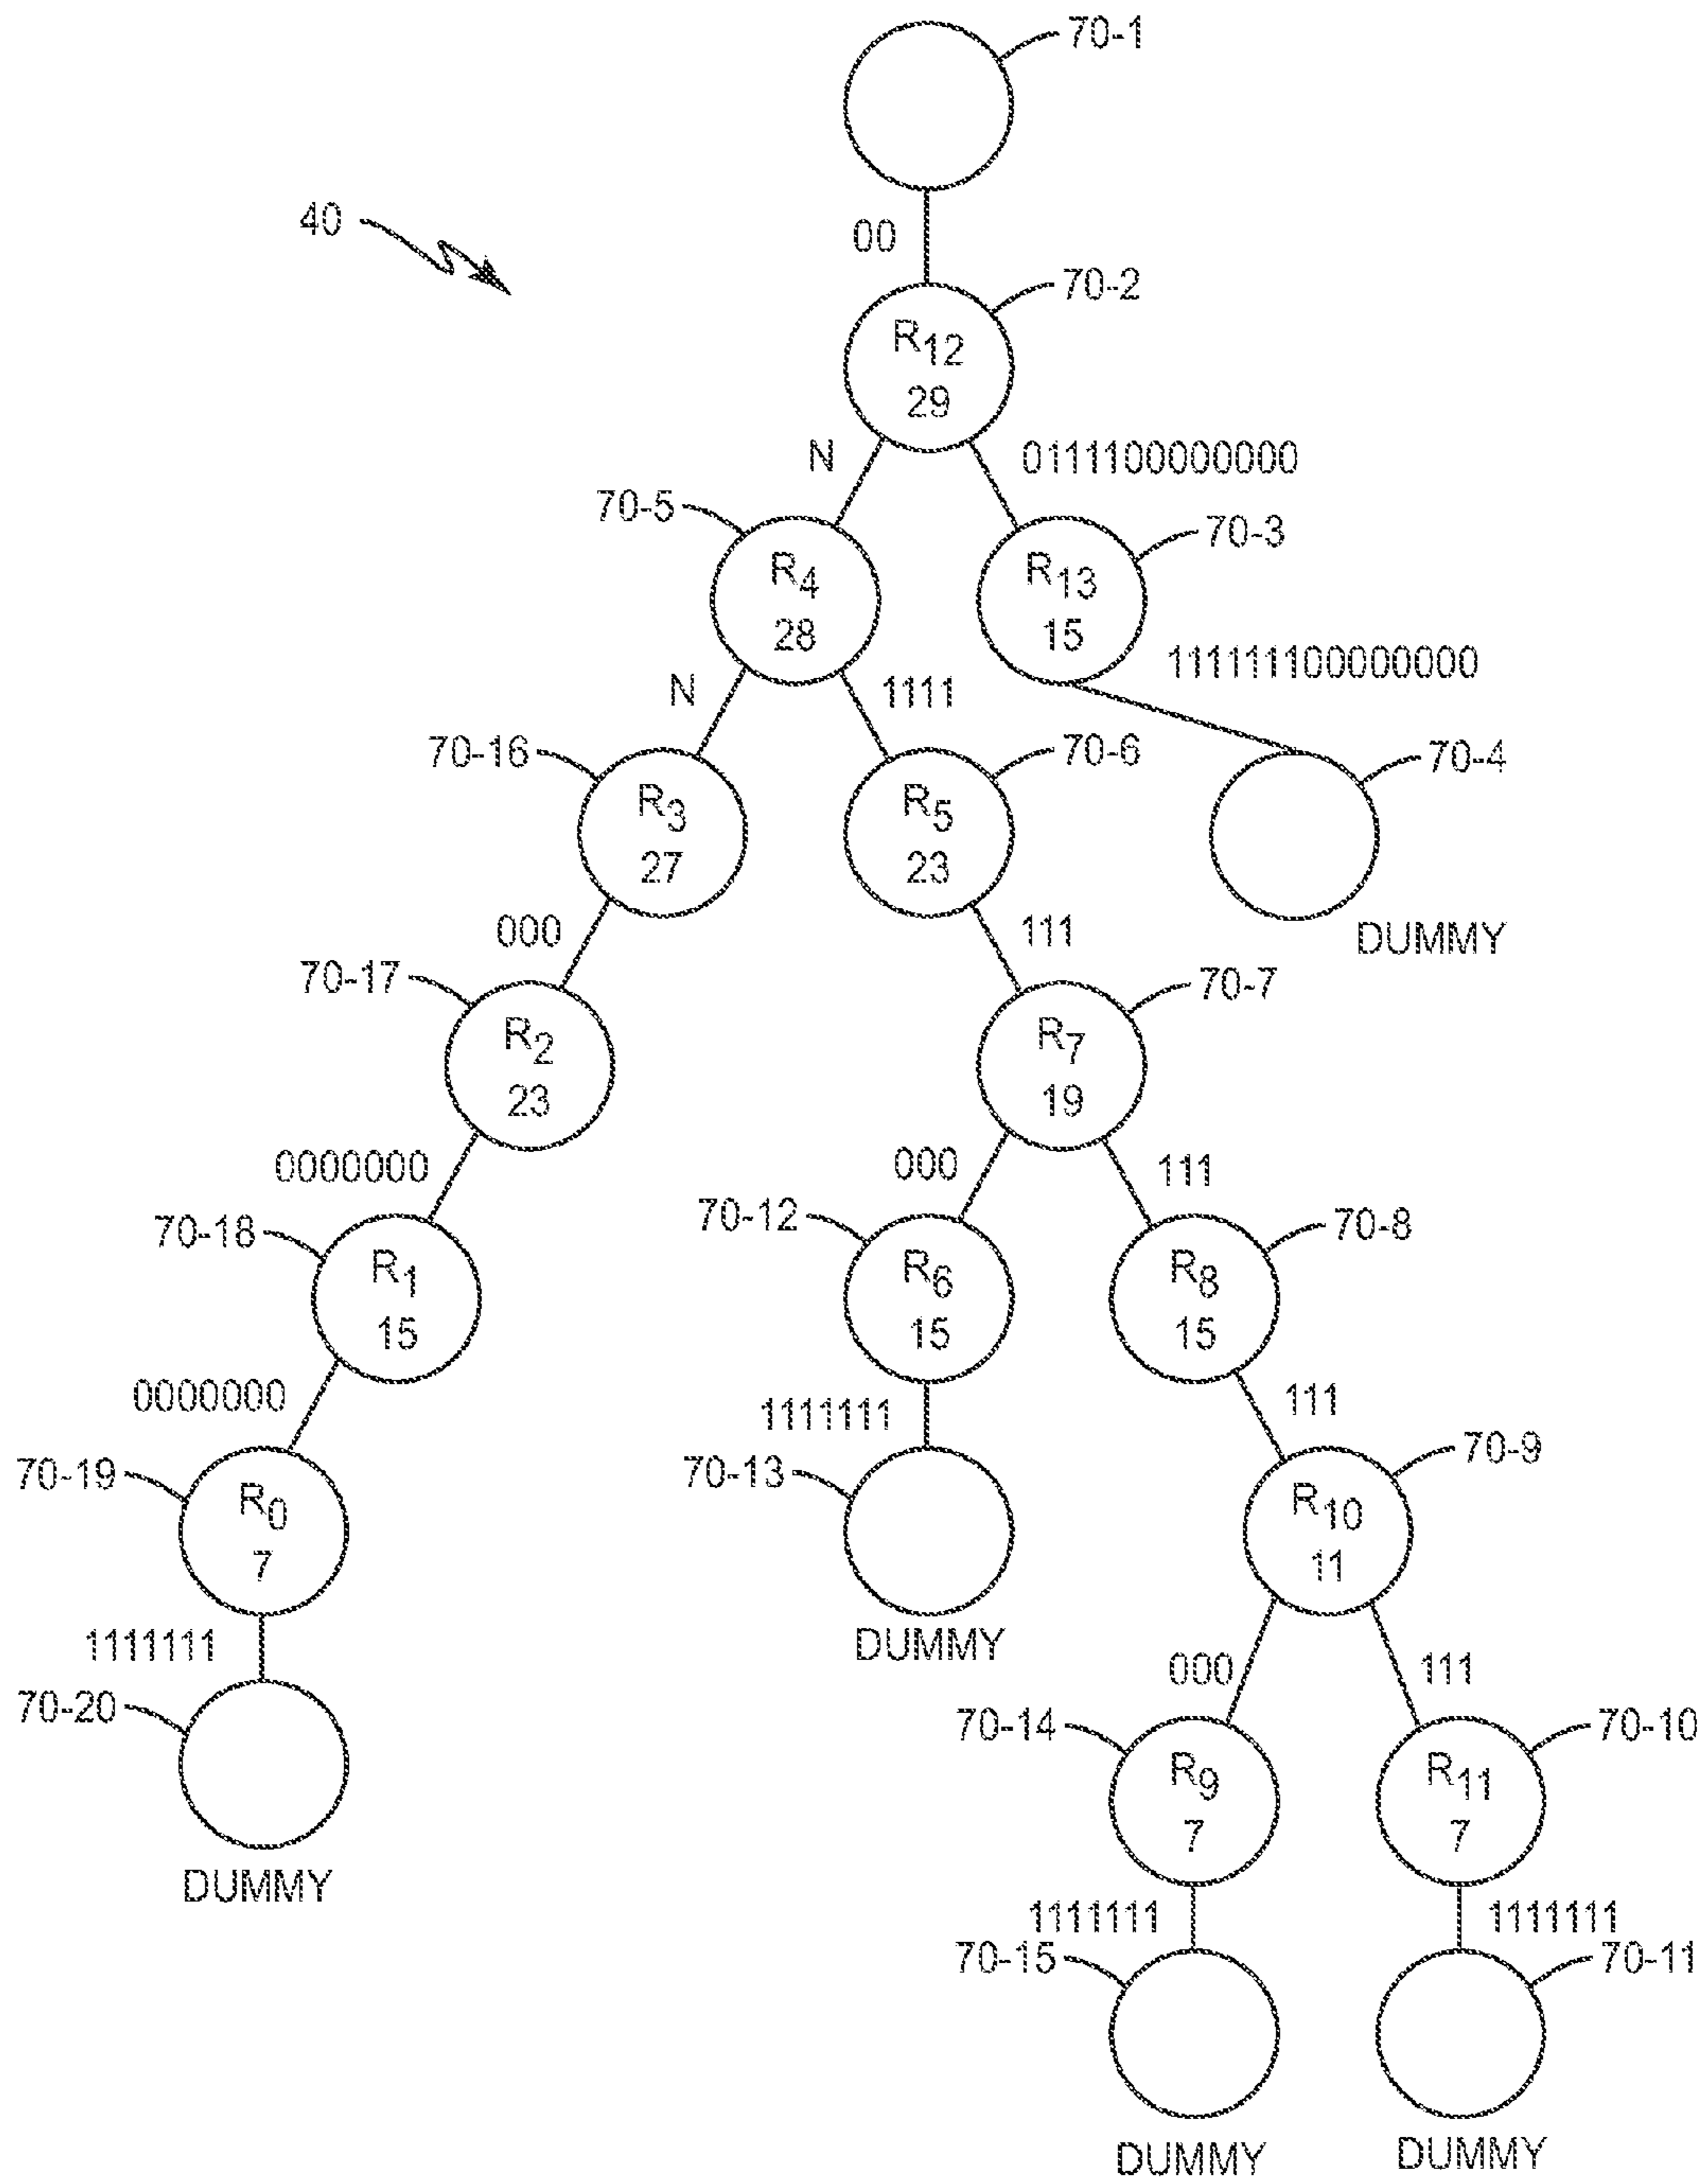 70-1
40
00
70-2
R12
29
N
0111100000000
70-5
70-3
R4
28
R13
15
N
1111
111111100000000
70-16
70-6
70-4
R3
27
R5
23
000
111
DUMMY
70-17
70-7
R2
23
R7
19
0000000
000
111
70-18
70-12
70-8
R1
15
R6
15
R8
15
0000000
1111111
111
70-19
70-13
70-9
R0
7
R10
11
1111111
DUMMY
000
111
70-20
70-14
70-10
R9
7
R11
7
DUMMY
1111111
1111111
70-15
70-11
DUMMY
DUMMY